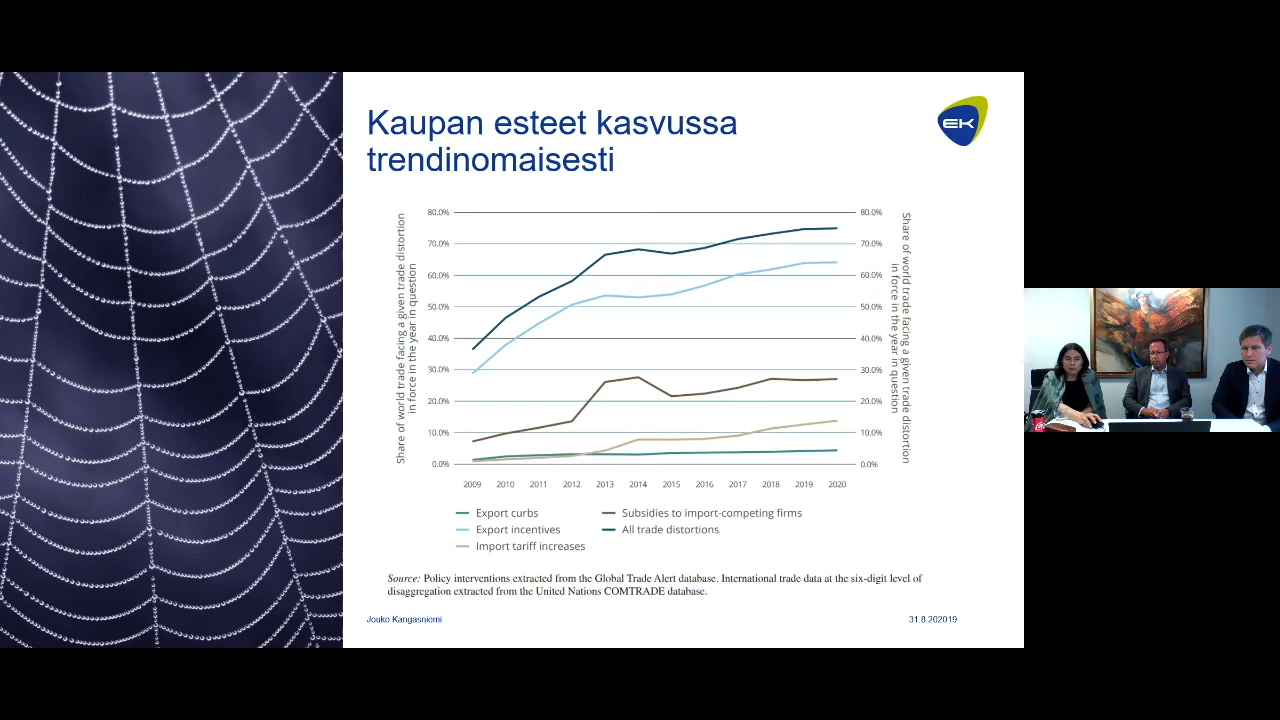 Kaupan esteet kasvussa
trendinomaisesti
EK
Share of world trade facing a given trade distortion
in force in the year in question
80.0%
70.0%
60.0%
50.0%
40.0%
30.0%
20.0%
10.0%
0.0%
80.0%
70.0%
60.0%
50.0%
40.0%
30.0%
20.0%
10.0%
0.0%
Share of world trade facing a given trade distortion
in force in the year in question
2009 2010 2011 2012 2013 2014 2015 2016 2017 2018 2019 2020
Export curbs
Export incentives
Import tariff increases
Subsidies to import-competing firms
All trade distortions
Source: Policy interventions extracted from the Global Trade Alert database. International trade data at the six-digit level of
disaggregation extracted from the United Nations COMTRADE database.
Jouko Kangasniemi
31.8.202019